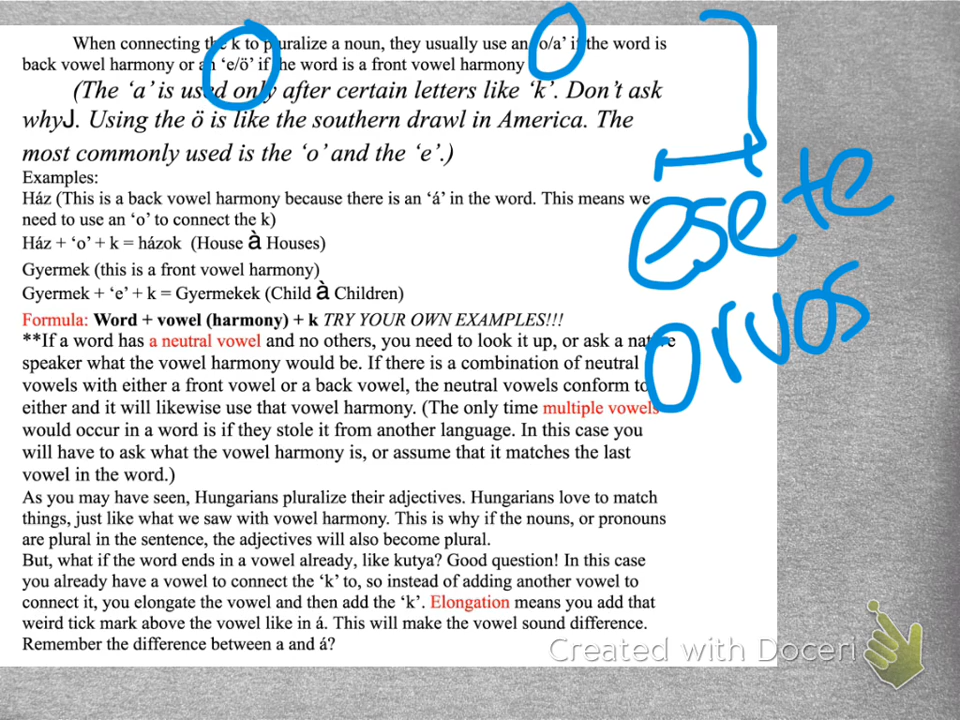 When connecting the k to pluralize a noun, they usually use an 'o/a' if the word is
back vowel harmony or an 'e/ö' if the word is a front vowel harmony
(The 'a' is used only after certain letters like 'k'. Don't ask
whyJ. Using the ö is like the southern drawl in America. The
most commonly used is the 'o' and the 'e'.)
Examples:
Ház (This is a back vowel harmony because there is an 'á' in the word. This means we
need to use an 'o' to connect the k)
Ház + 'o' + k = házok (House à Houses)
Gyermek (this is a front vowel harmony)
Gyermek + 'e' + k = Gyermekek (Child à Children)
Formula: Word + vowel (harmony) + k TRY YOUR OWN EXAMPLES!!!
**If a word has a neutral vowel and no others, you need to look it up, or ask a native
speaker what the vowel harmony would be. If there is a combination of neutral
vowels with either a front vowel or a back vowel, the neutral vowels conform to
either and it will likewise use that vowel harmony. (The only time multiple vowels
would occur in a word is if they stole it from another language. In this case you
will have to ask what the vowel harmony is, or assume that it matches the last
vowel in the word.)
As you may have seen, Hungarians pluralize their adjectives. Hungarians love to match
things, just like what we saw with vowel harmony. This is why if the nouns, or pronouns
are plural in the sentence, the adjectives will also become plural.
But, what if the word ends in a vowel already, like kutya? Good question! In this case
you already have a vowel to connect the 'k' to, so instead of adding another vowel to
connect it, you elongate the vowel and then add the 'k'. Elongation means you add that
weird tick mark above the vowel like in á. This will make the vowel sound difference.
Remember the difference between a and á?
esete
orvos
Created with Doceri